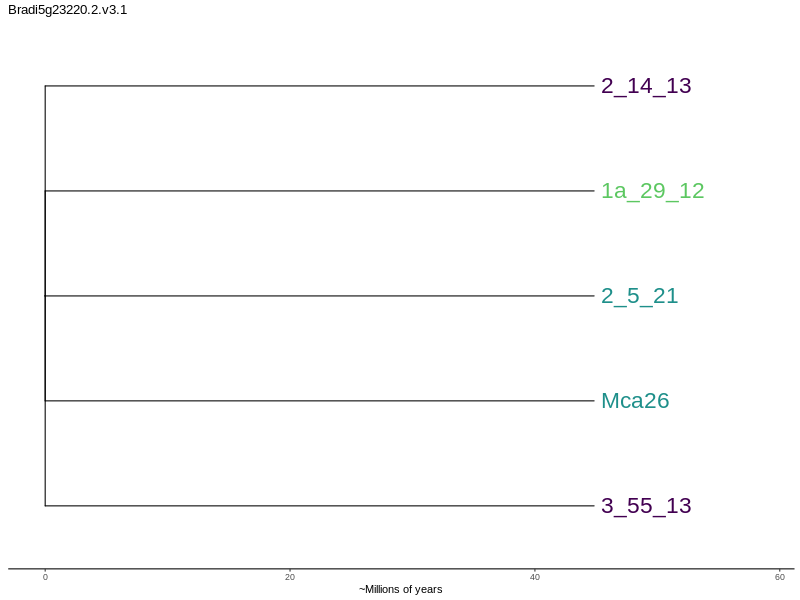 Bradi5g23220.2.v3.1
2_14_13
1a_29_12
2_5_21
Mca26
3_55_13
0 20 40 60
~Millions of years